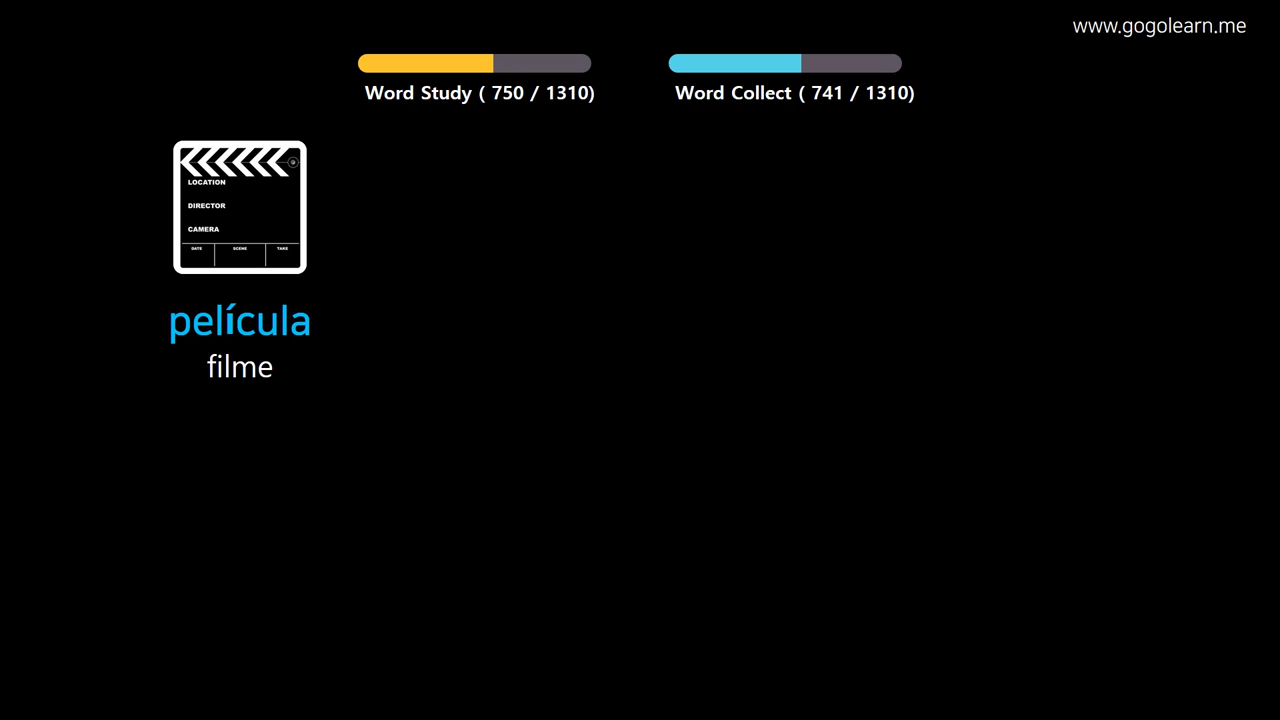 www.gogolearn.me
Word Study ( 750 / 1310)
Word Collect ( 741 / 1310)
LOCATION
DIRECTOR
CAMERA
DATE SCENE TAKE
película
filme